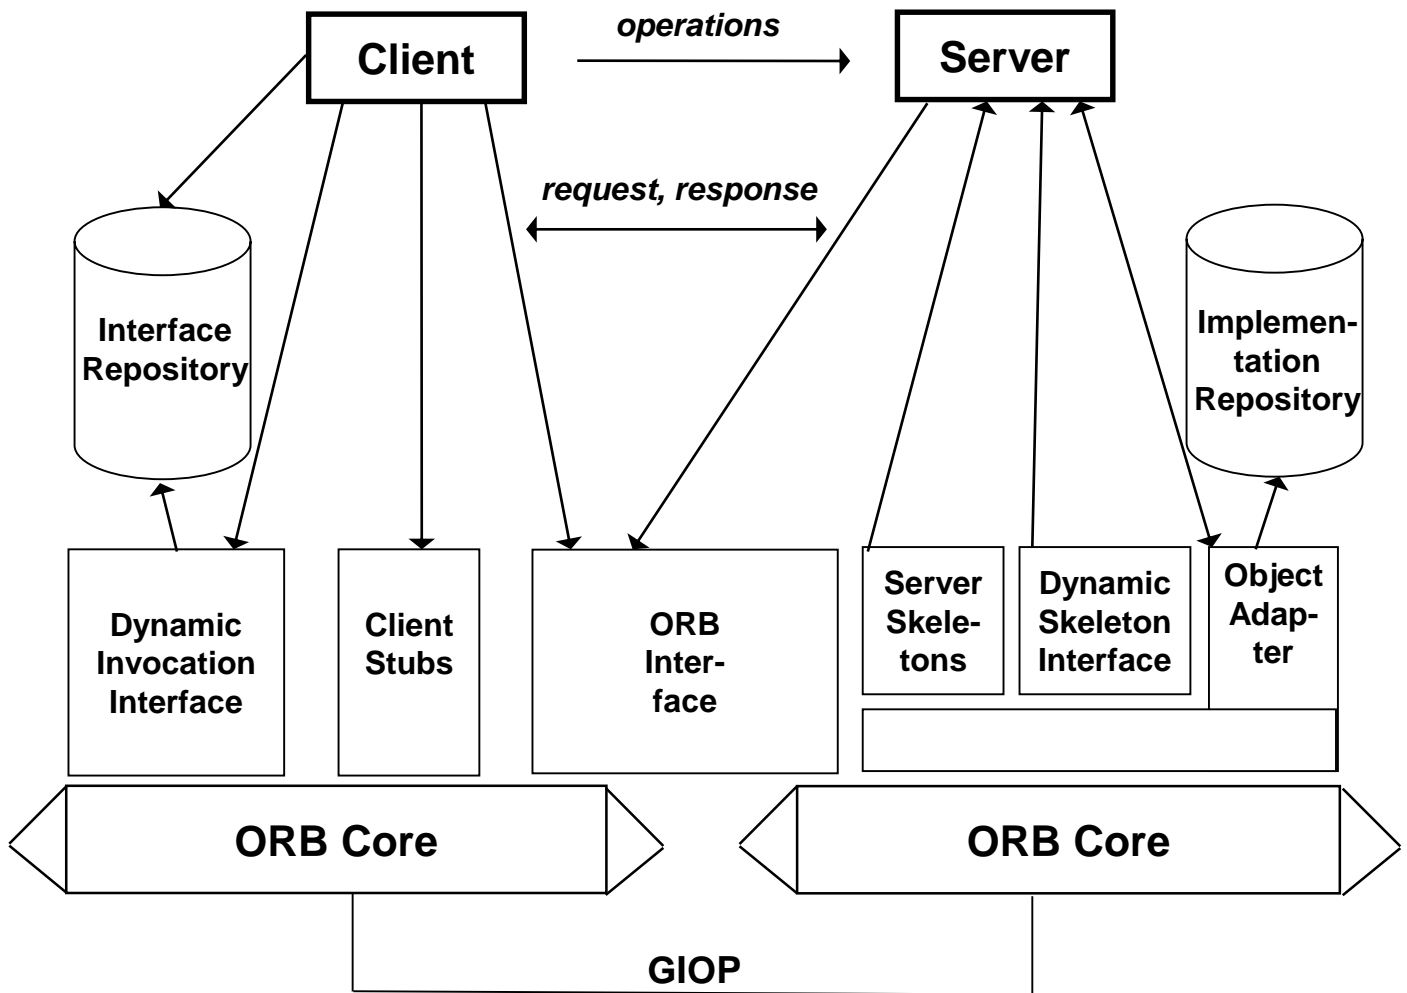 operations
Client
Server
request, response
Interface
Repository
Implemen-
tation
Repository
Dynamic
Invocation
Interface
Client
Stubs
ORB
Inter-
face
Server
Skele-
tons
Dynamic
Skeleton
Interface
Object
Adap-
ter
ORB Core
ORB Core
GIOP